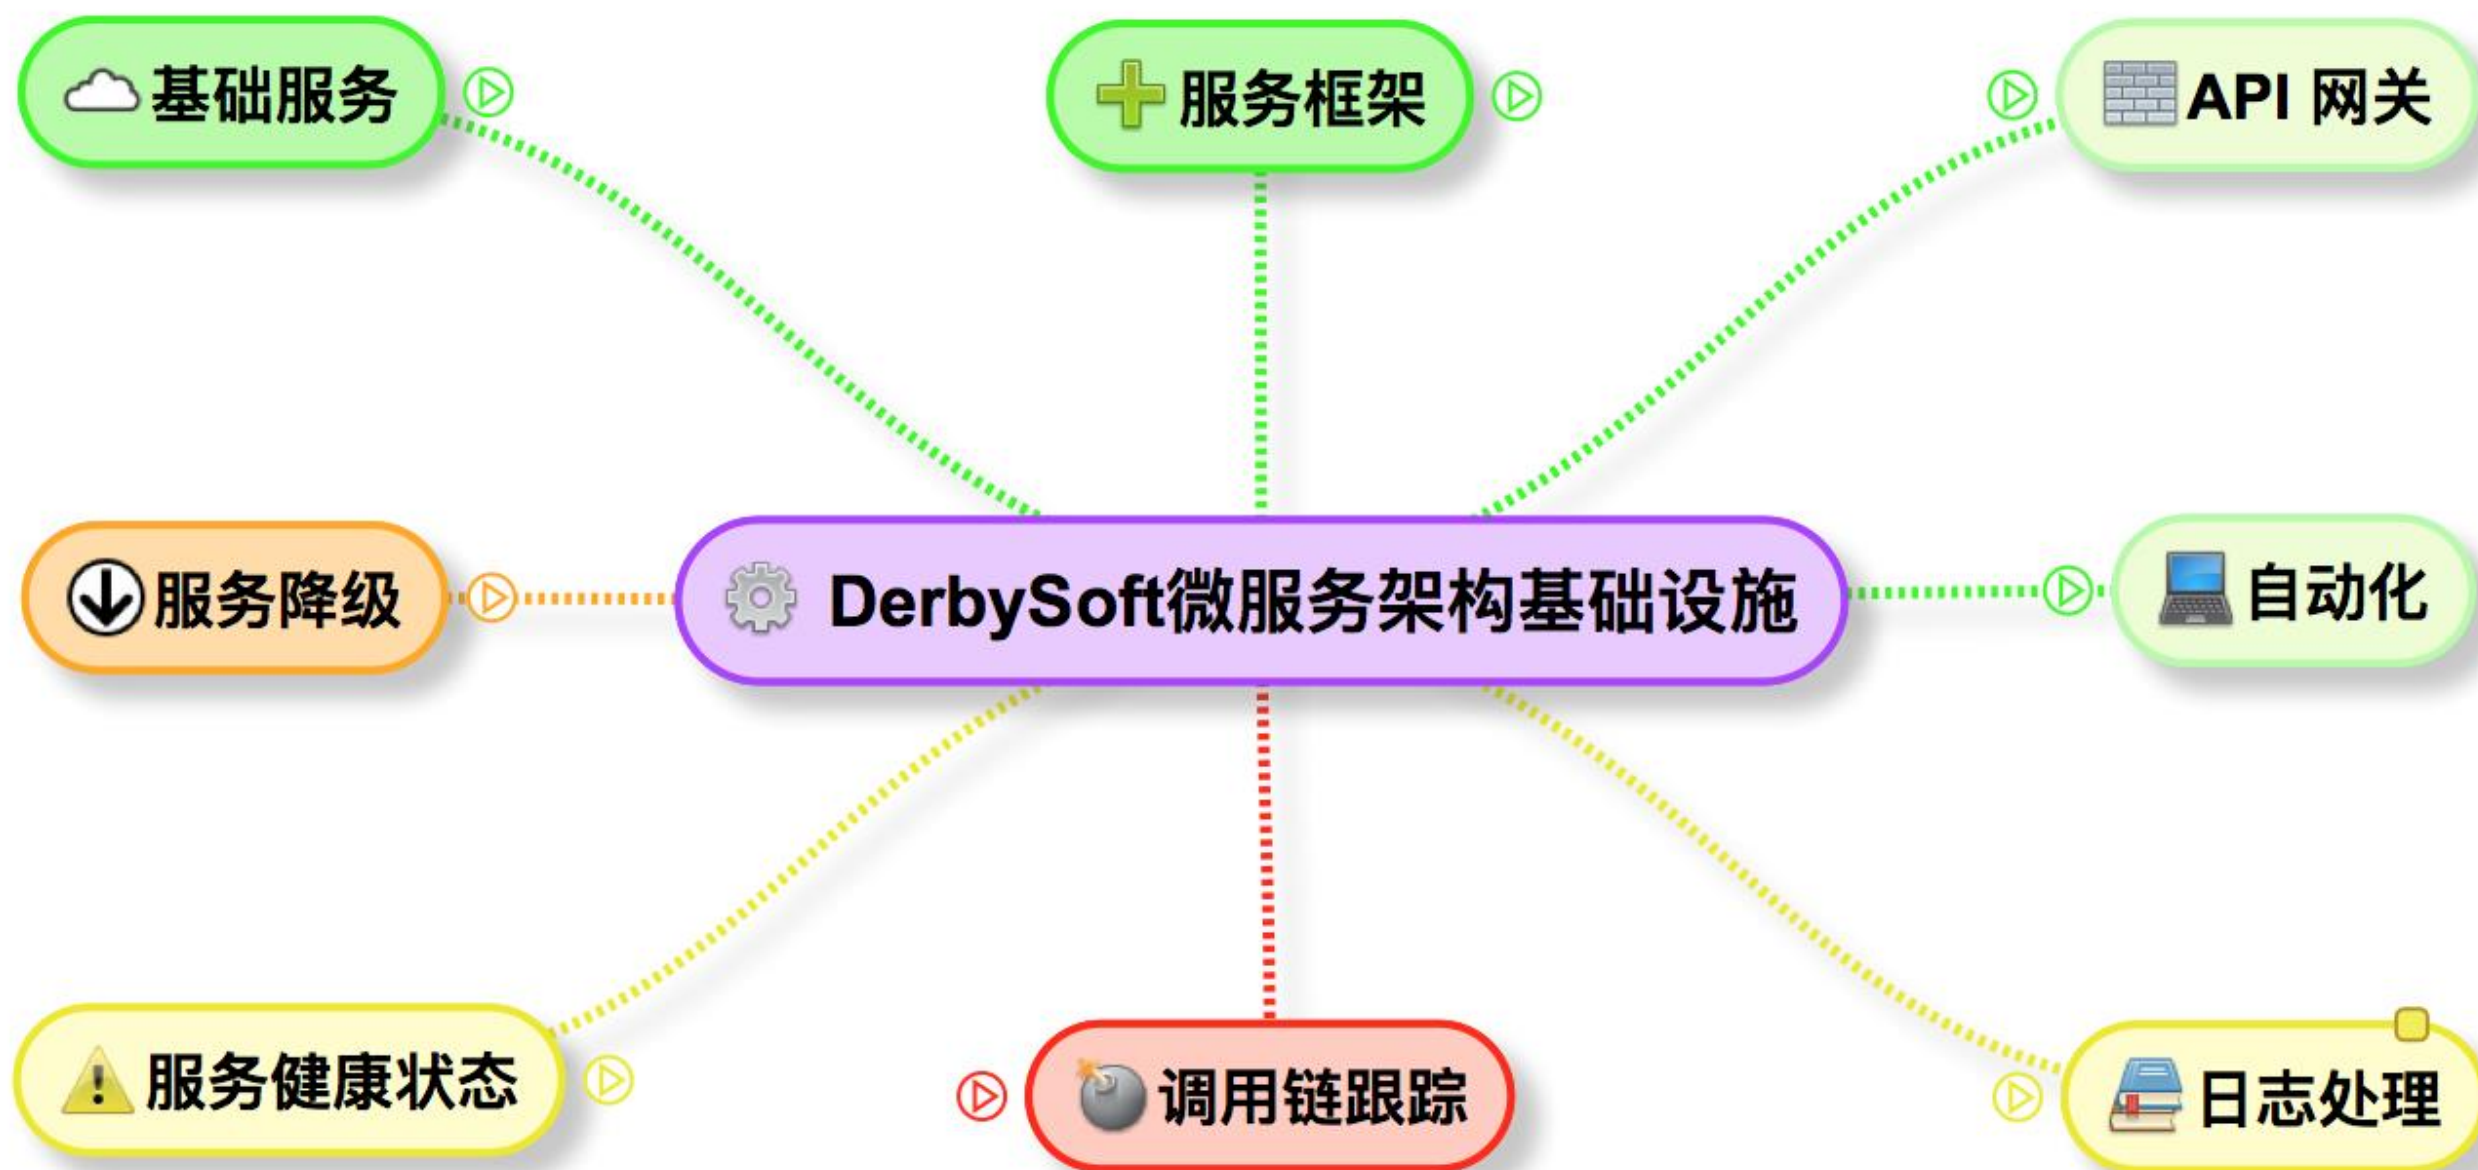 基础服务
服务框架
API 网关
服务降级
DerbySoft微服务架构基础设施
自动化
服务健康状态
调用链跟踪
日志处理